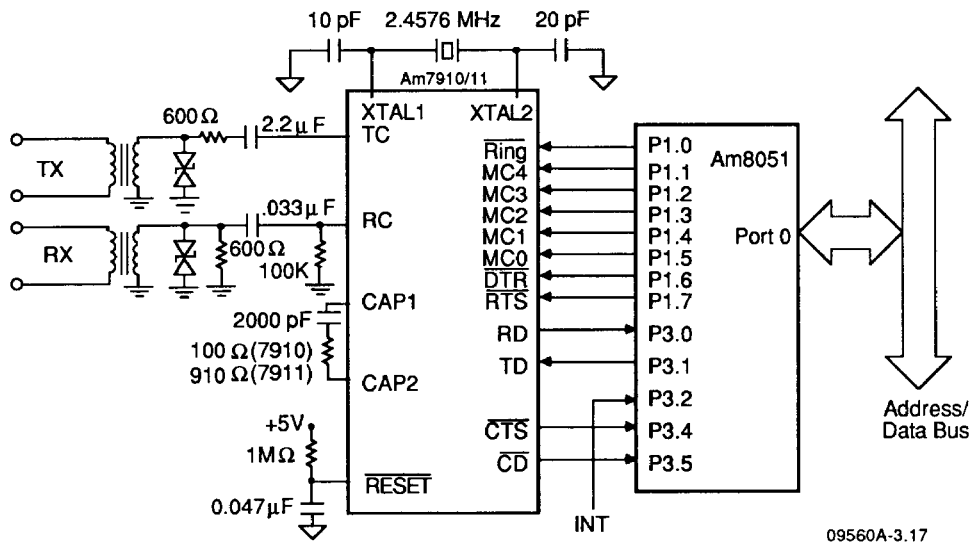 10 pF
2.4576 MHz
20 pF
Am7910/11
XTAL1
XTAL2
600Ω
2.2μF
TC
TX
.033μF
RC
RX
600Ω
100K
CAP1
2000 pF
100 Ω(7910)
910 Ω(7911)
CAP2
+5V
1MΩ
RESET
0.047μF
Ring
MC4
MC3
MC2
MC1
MC0
DTR
RTS
RD
TD
CTS
CD
INT
P1.0
P1.1
P1.2
P1.3
P1.4
P1.5
P1.6
P1.7
P3.0
P3.1
P3.2
P3.4
P3.5
Am8051
Port 0
Address/
Data Bus
09560A-3.17